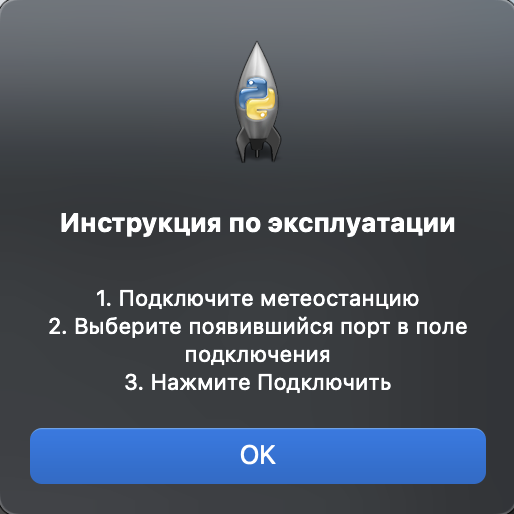 Инструкция по эксплуатации
1. Подключите метеостанцию
2. Выберите появившийся порт в поле
подключения
3. Нажмите Подключить
OK